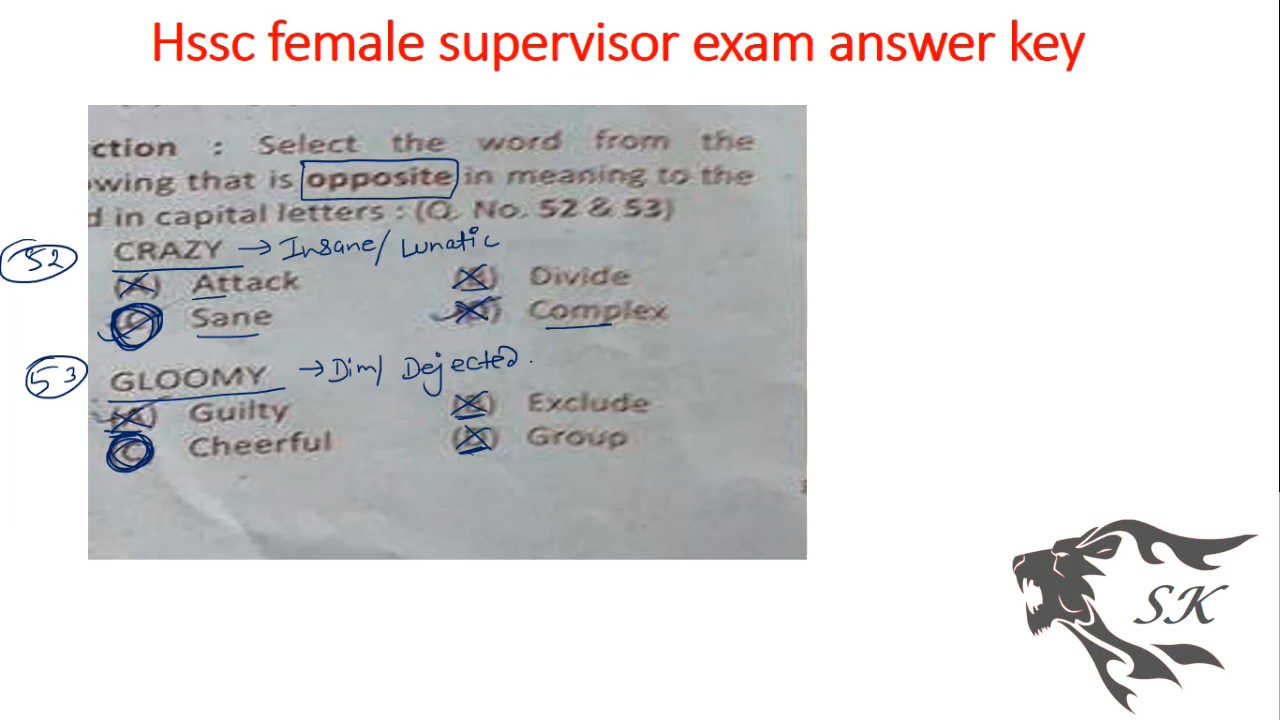 Hssc female supervisor exam answer key
ction : Select the word from the
owing that is opposite in meaning to the
d in capital letters : (Q. No. 52 & 53)
52 CRAZY → Insane/ Lunatic
(A) Attack (B) Divide
(C) Sane (D) Complex
53 GLOOMY → Dim/ Dejected.
(A) Guilty (B) Exclude
(C) Cheerful (D) Group
SK